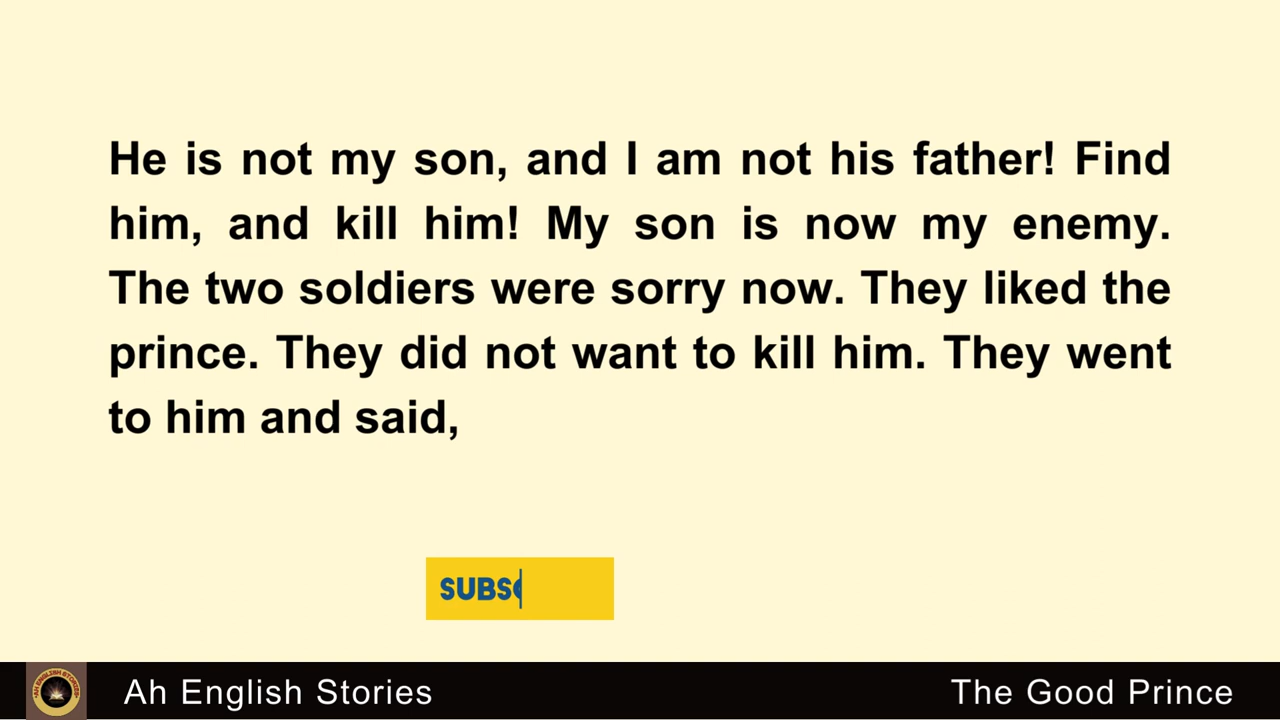 He is not my son, and I am not his father! Find
him, and kill him! My son is now my enemy.
The two soldiers were sorry now. They liked the
prince. They did not want to kill him. They went
to him and said,
SUBS
Ah English Stories
The Good Prince